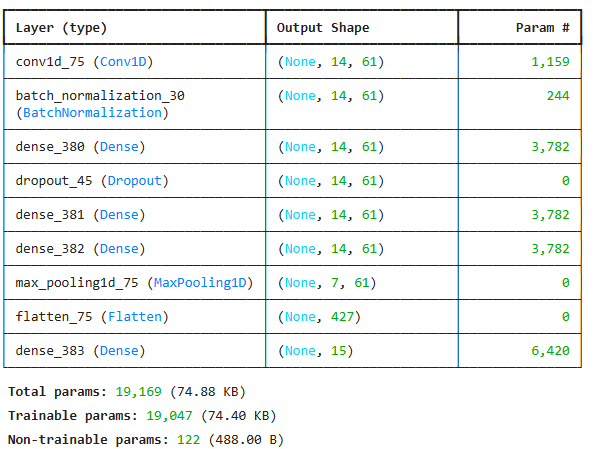 Layer (type) Output Shape Param #
conv1d_75 (Conv1D) (None, 14, 61) 1,159
batch_normalization_30 (None, 14, 61) 244
(BatchNormalization)
dense_380 (Dense) (None, 14, 61) 3,782
dropout_45 (Dropout) (None, 14, 61) 0
dense_381 (Dense) (None, 14, 61) 3,782
dense_382 (Dense) (None, 14, 61) 3,782
max_pooling1d_75 (MaxPooling1D) (None, 7, 61) 0
flatten_75 (Flatten) (None, 427) 0
dense_383 (Dense) (None, 15) 6,420
Total params: 19,169 (74.88 KB)
Trainable params: 19,047 (74.40 KB)
Non-trainable params: 122 (488.00 B)